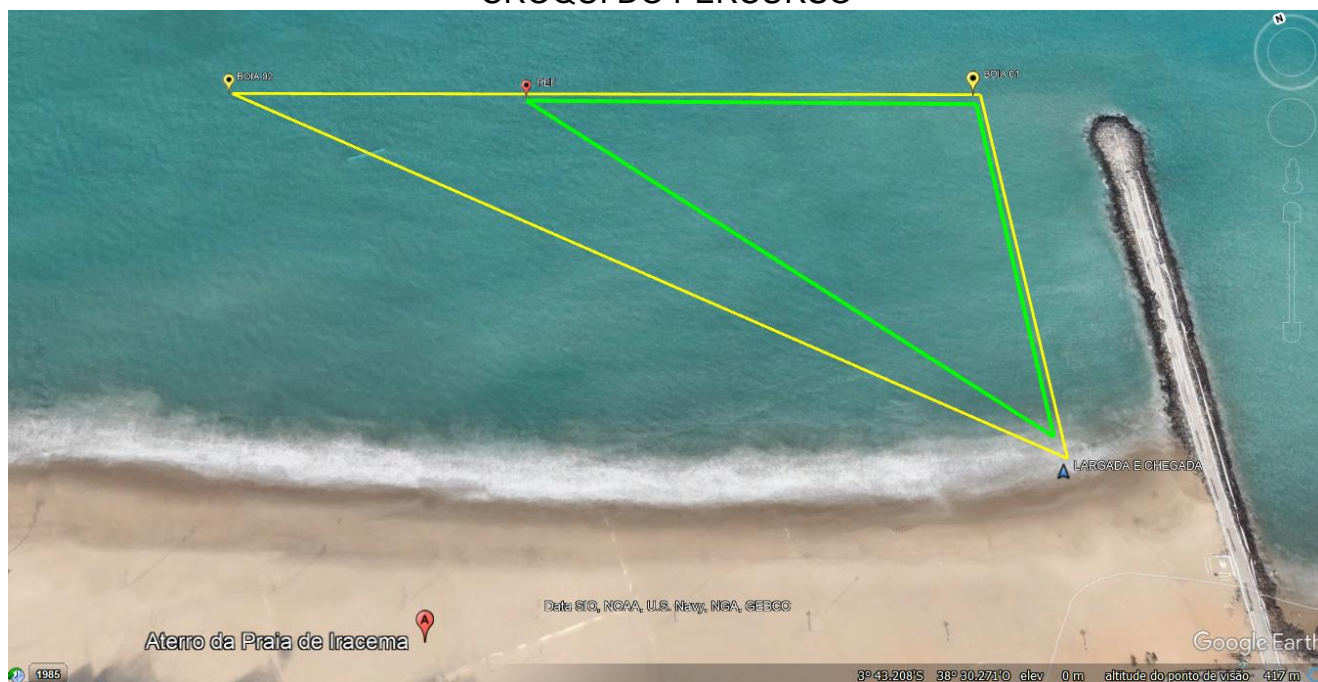 CROQUI DO PERCURSO
N
BOIA 02
REF
BOIA 01
LARGADA E CHEGADA
Data SIO, NOAA, U.S. Navy, NGA, GEBCO
A
Aterro da Praia de Iracema
Google Earth
1985
3° 43.208'S 38° 30.271'O elev 0 m altitude do ponto de visão 417 m